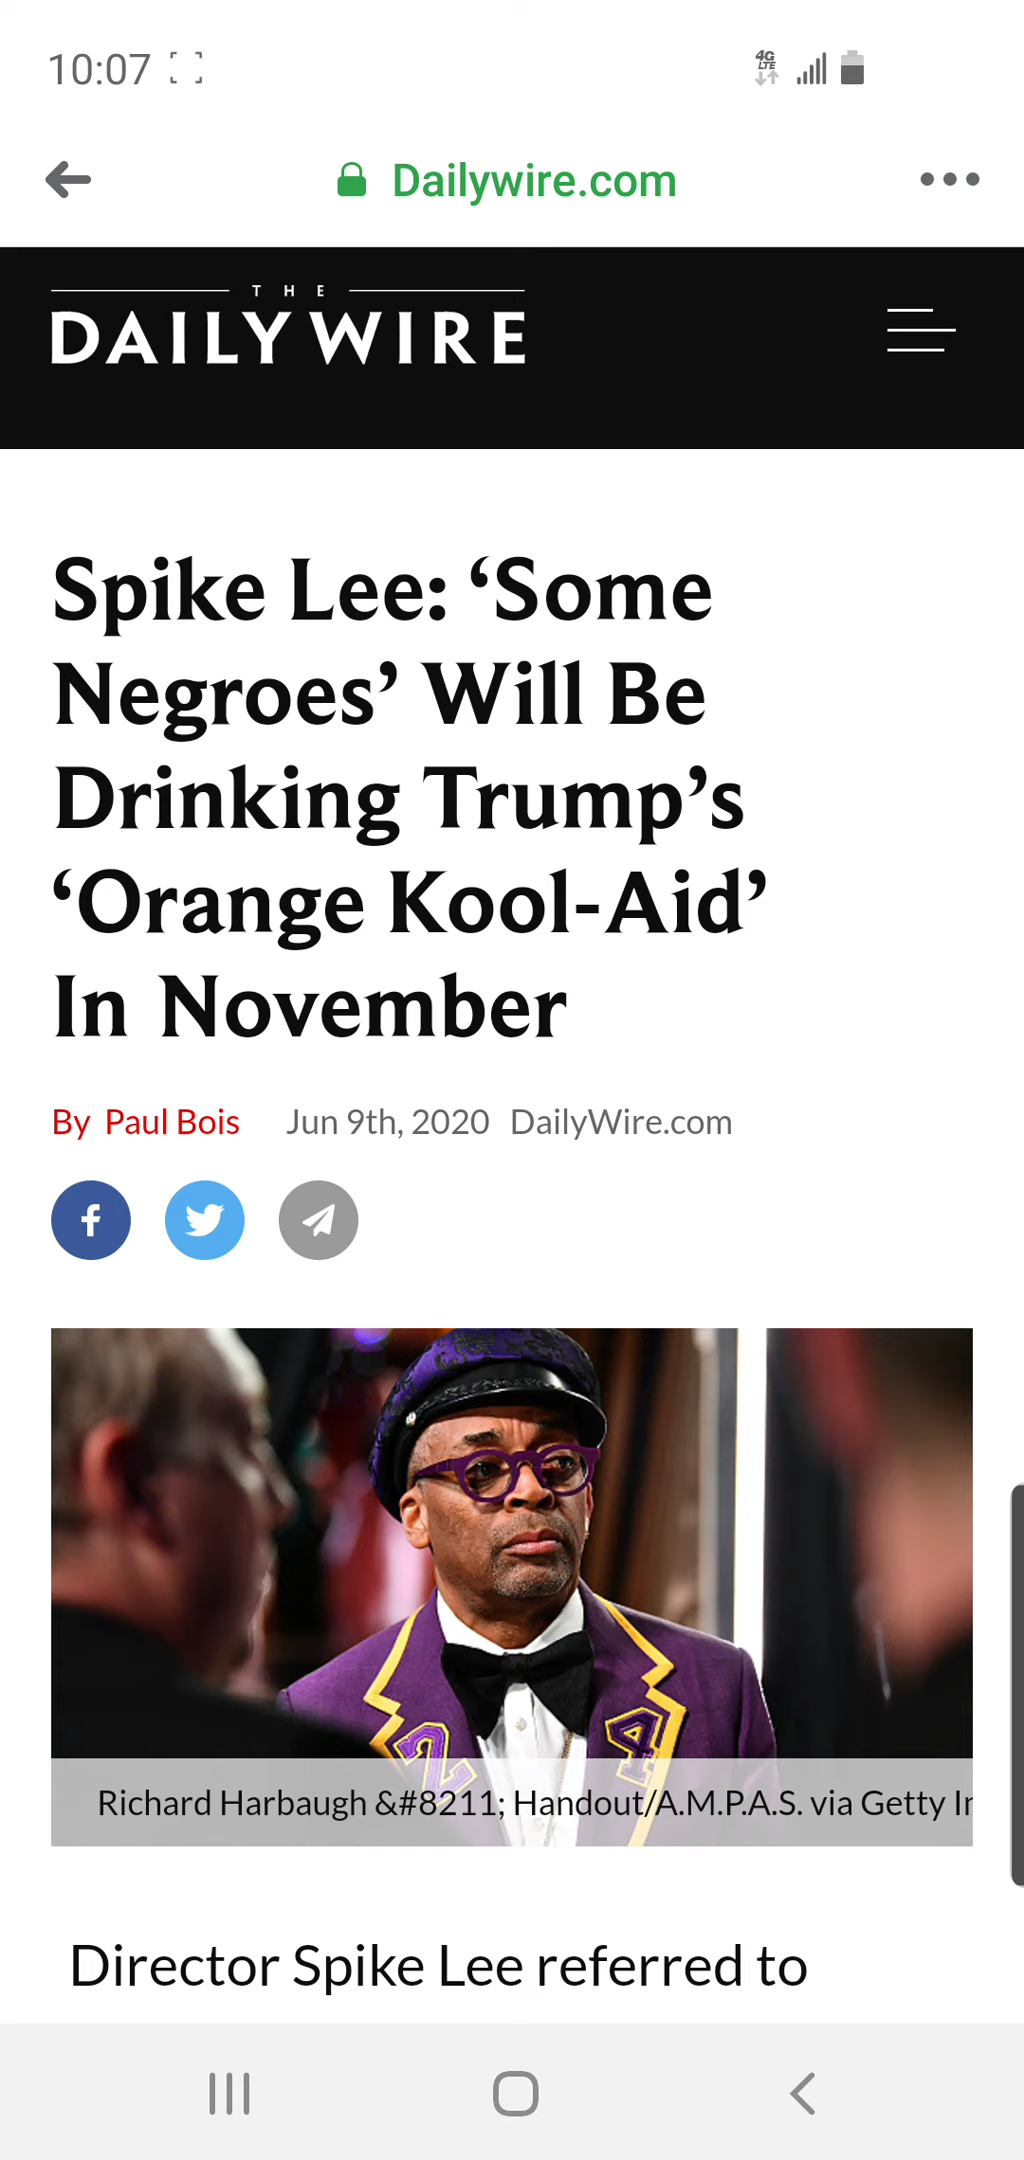 10:07
4G
LTE
Dailywire.com
THE
DAILY WIRE
Spike Lee: ‘Some
Negroes’ Will Be
Drinking Trump’s
‘Orange Kool-Aid’
In November
By Paul Bois Jun 9th, 2020 DailyWire.com
2 4
Richard Harbaugh &#8211; Handout/A.M.P.A.S. via Getty
Director Spike Lee referred to